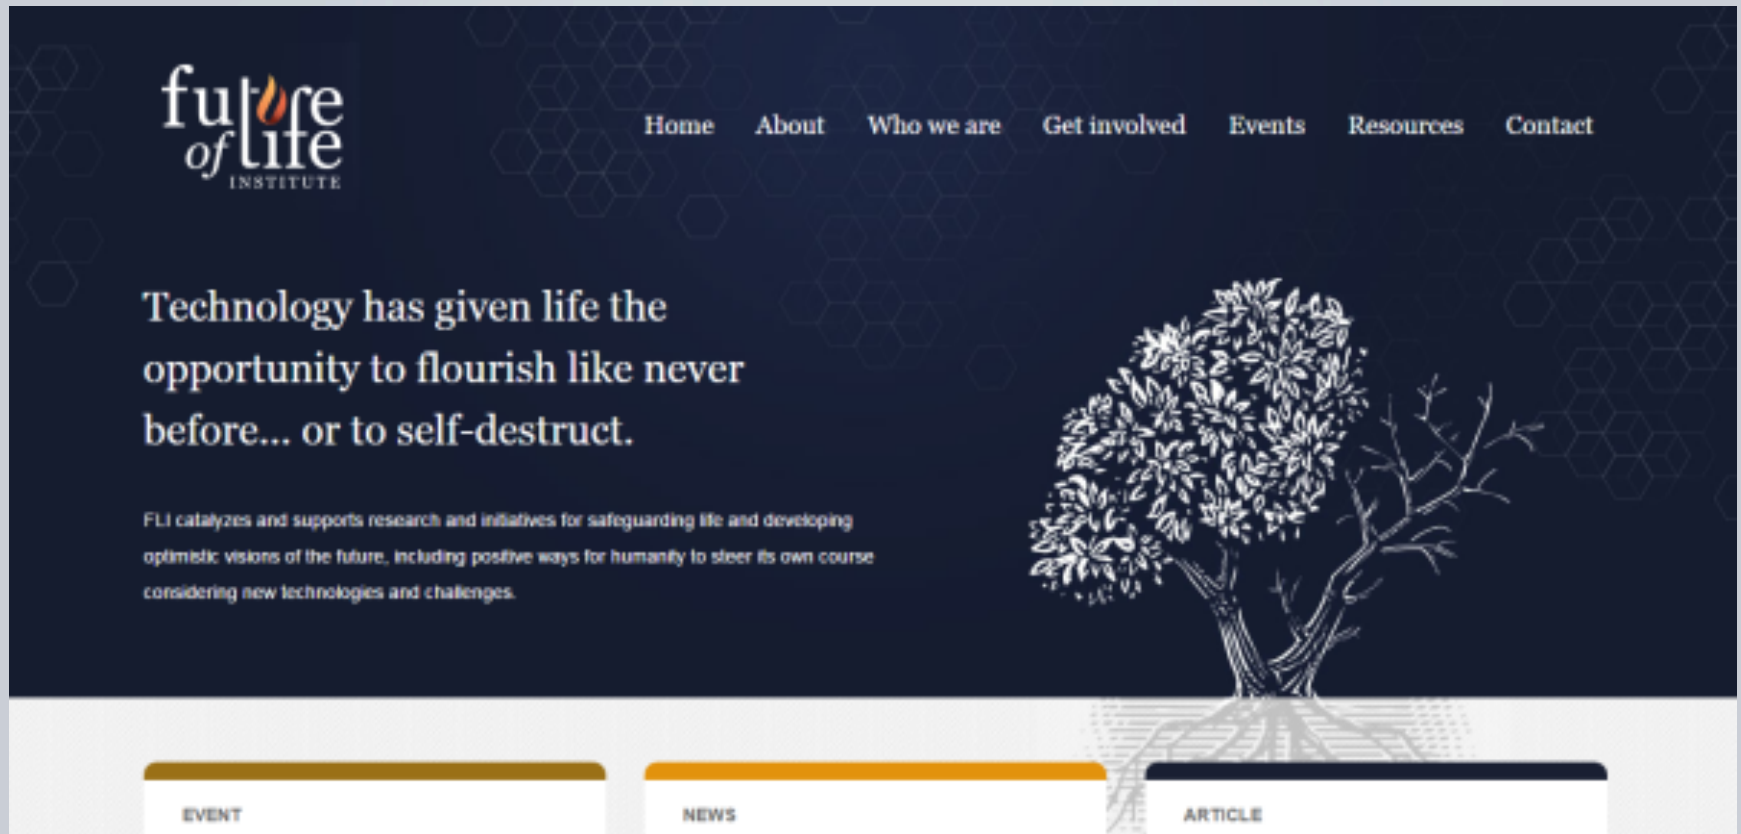 future
of life
INSTITUTE
Home About Who we are Get involved Events Resources Contact
Technology has given life the
opportunity to flourish like never
before... or to self-destruct.
FLI catalyzes and supports research and initiatives for safeguarding life and developing
optimistic visions of the future, including positive ways for humanity to steer its own course
considering new technologies and challenges.
EVENT NEWS ARTICLE